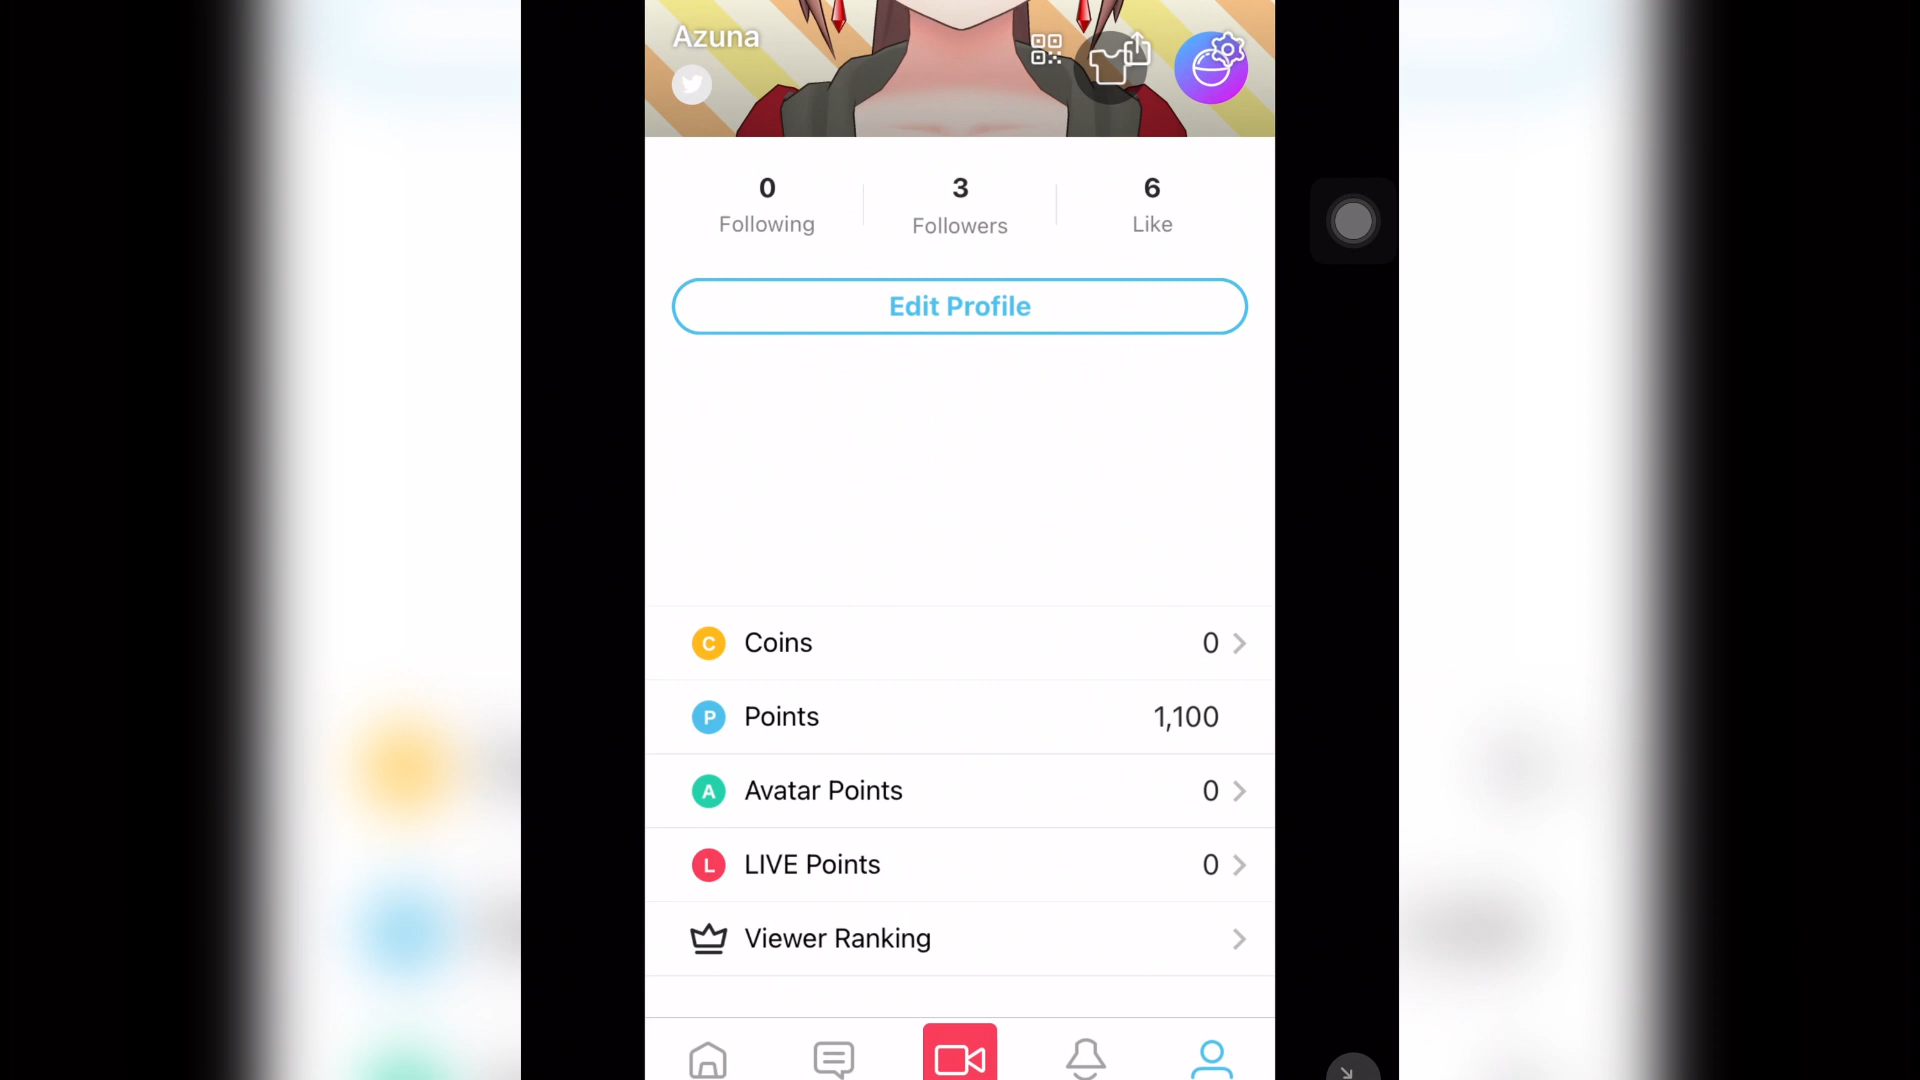 Azuna
0 3 6
Following Followers Like
Edit Profile
C Coins 0
P Points 1,100
A Avatar Points 0
L LIVE Points 0
Viewer Ranking